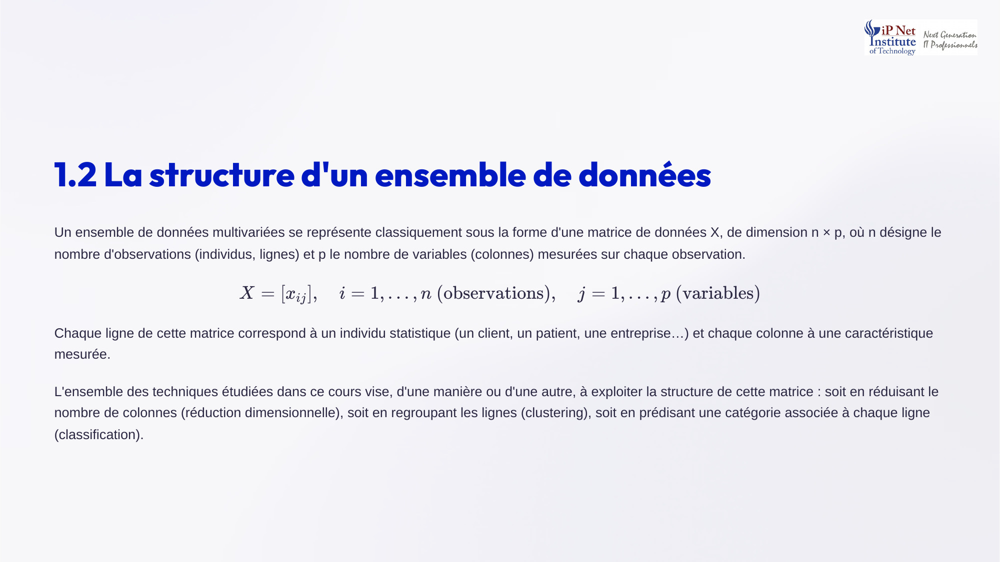 iP Net
Institute
of Technology
Next Generation
IT Professionnels
1.2 La structure d'un ensemble de données
Un ensemble de données multivariées se représente classiquement sous la forme d'une matrice de données X, de dimension n × p, où n désigne le
nombre d'observations (individus, lignes) et p le nombre de variables (colonnes) mesurées sur chaque observation.
X = [x_{ij}], i = 1, . . . , n (observations), j = 1, . . . , p (variables)
Chaque ligne de cette matrice correspond à un individu statistique (un client, un patient, une entreprise…) et chaque colonne à une caractéristique
mesurée.
L'ensemble des techniques étudiées dans ce cours vise, d'une manière ou d'une autre, à exploiter la structure de cette matrice : soit en réduisant le
nombre de colonnes (réduction dimensionnelle), soit en regroupant les lignes (clustering), soit en prédisant une catégorie associée à chaque ligne
(classification).